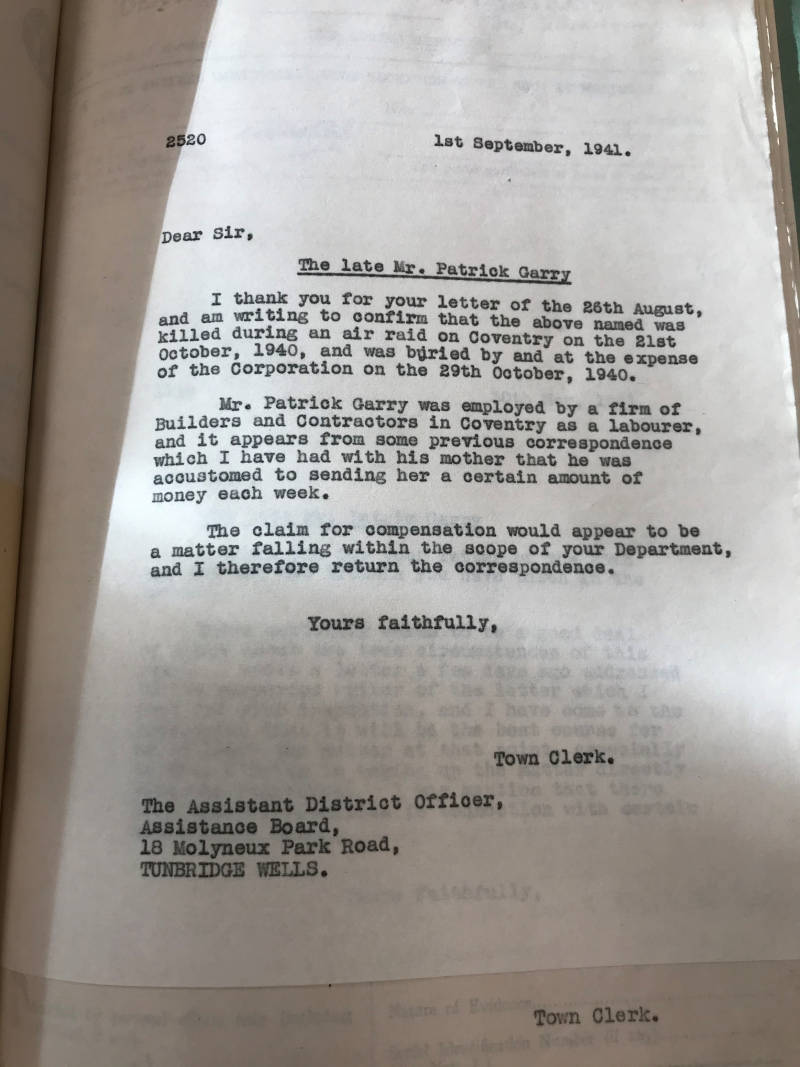 2520
1st September, 1941.
Dear Sir,
The late Mr. Patrick Garry
I thank you for your letter of the 26th August,
and am writing to confirm that the above named was
killed during an air raid on Coventry on the 21st
October, 1940, and was buried by and at the expense
of the Corporation on the 29th October, 1940.
Mr. Patrick Garry was employed by a firm of
Builders and Contractors in Coventry as a labourer,
and it appears from some previous correspondence
which I have had with his mother that he was
accustomed to sending her a certain amount of
money each week.
The claim for compensation would appear to be
a matter falling within the scope of your Department,
and I therefore return the correspondence.
Yours faithfully,
Town Clerk.
The Assistant District Officer,
Assistance Board,
18 Molyneux Park Road,
TUNBRIDGE WELLS.
Nature of Evidence
Town Clerk.